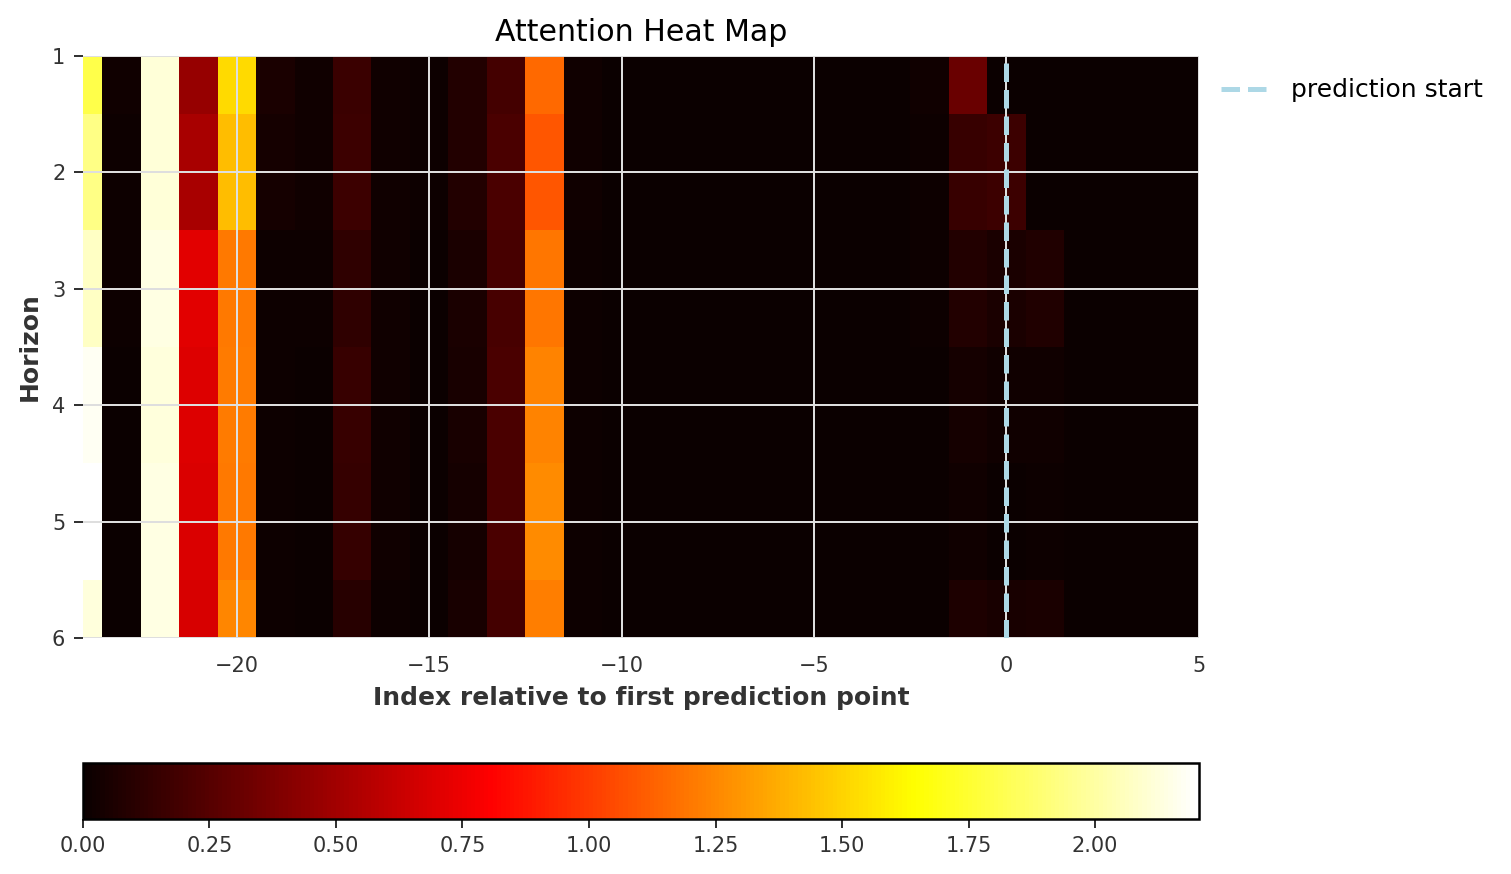 Attention Heat Map
prediction start
Horizon
1
2
3
4
5
6
−20 −15 −10 −5 0 5
Index relative to first prediction point
0.00 0.25 0.50 0.75 1.00 1.25 1.50 1.75 2.00